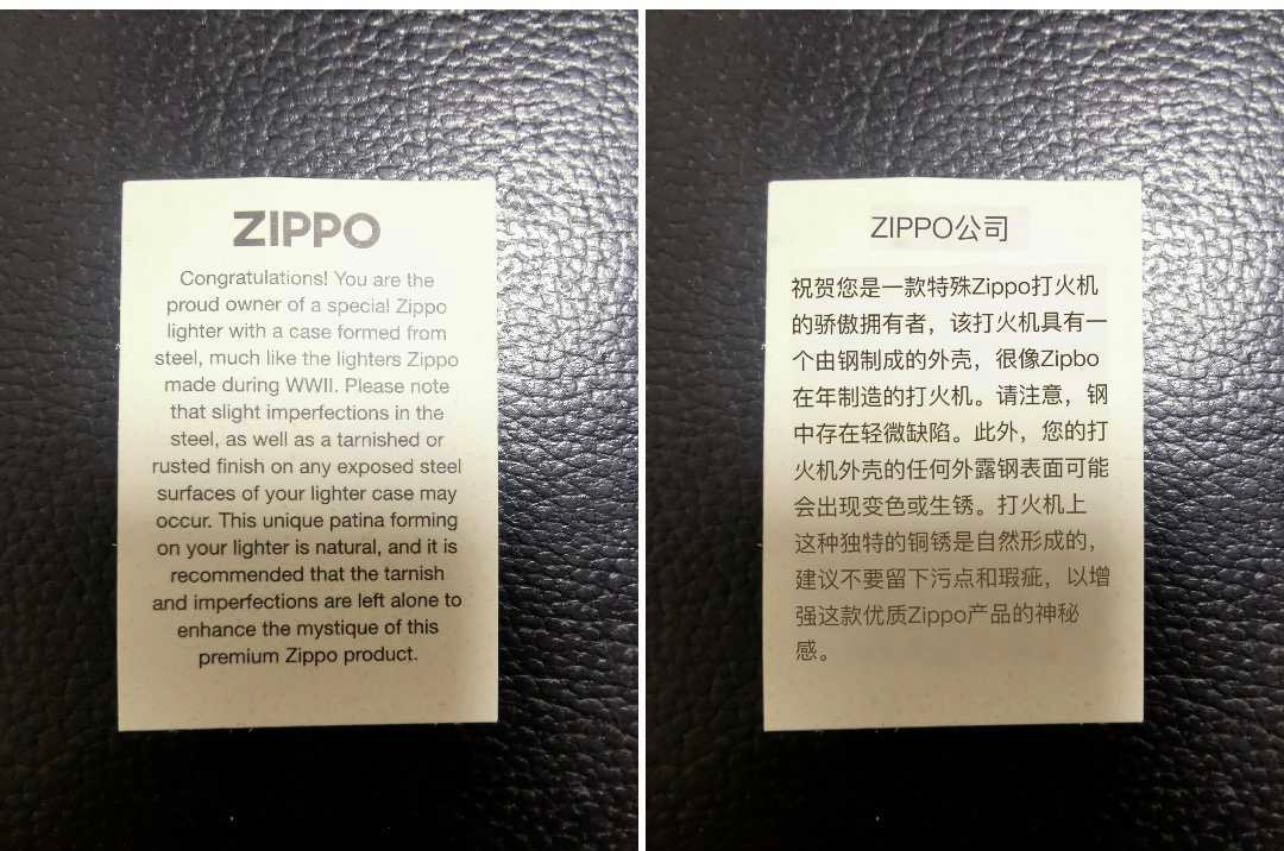 ZIPPO
Congratulations! You are the
proud owner of a special Zippo
lighter with a case formed from
steel, much like the lighters Zippo
made during WWII. Please note
that slight imperfections in the
steel, as well as a tarnished or
rusted finish on any exposed steel
surfaces of your lighter case may
occur. This unique patina forming
on your lighter is natural, and it is
recommended that the tarnish
and imperfections are left alone to
enhance the mystique of this
premium Zippo product.
ZIPPO公司
祝贺您是一款特殊Zippo打火机
的骄傲拥有者，该打火机具有一
个由钢制成的外壳，很像Zipbo
在年制造的打火机。请注意，钢
中存在轻微缺陷。此外，您的打
火机外壳的任何外露钢表面可能
会出现变色或生锈。打火机上
这种独特的铜锈是自然形成的，
建议不要留下污点和瑕疵，以增
强这款优质Zippo产品的神秘
感。